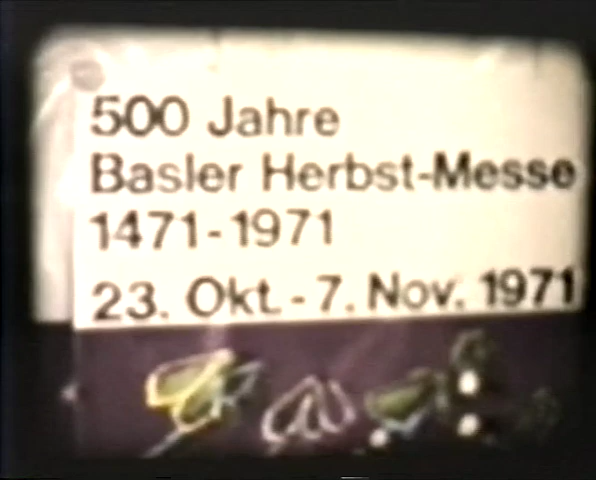 500 Jahre
Basler Herbst-Messe
1471-1971
23. Okt. - 7. Nov. 1971